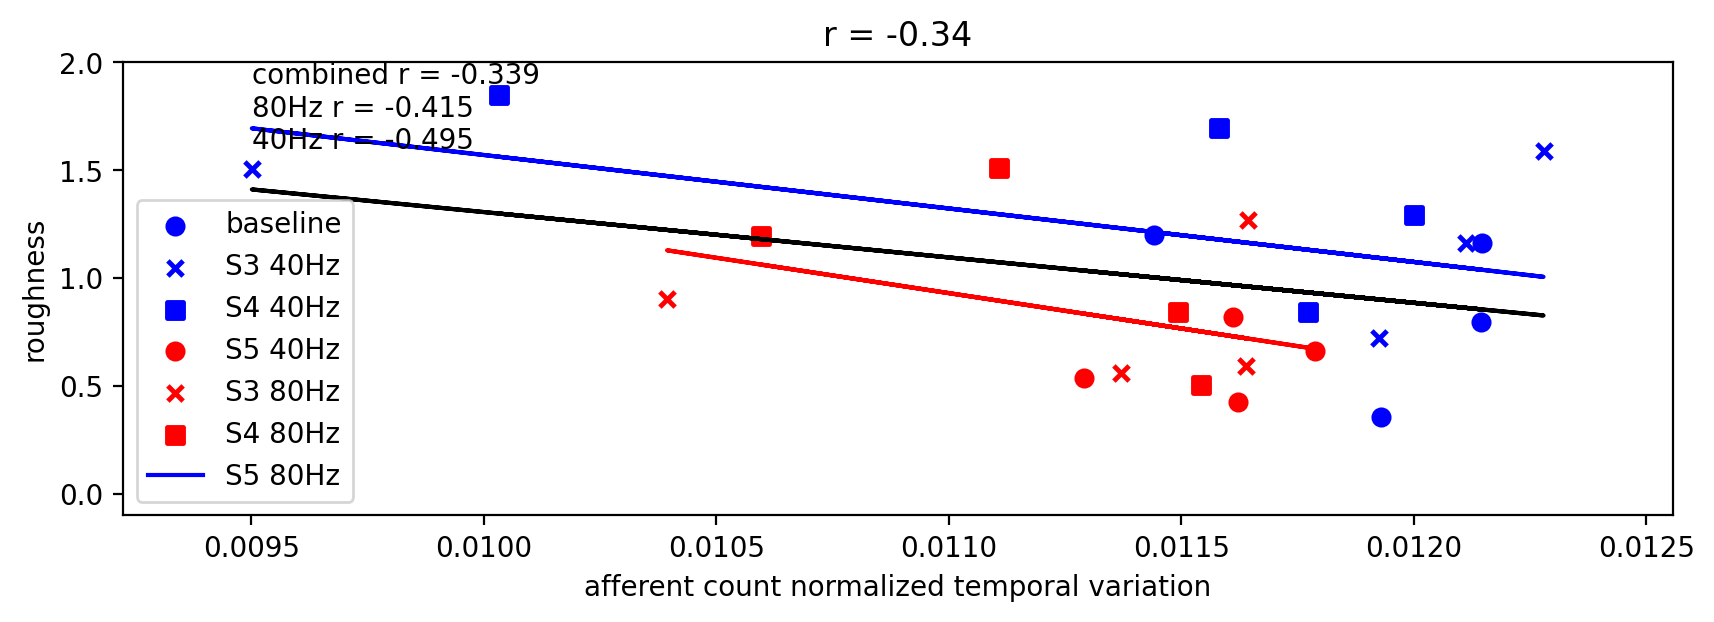 r = -0.34
2.0
combined r = -0.339
80Hz r = -0.415
40Hz r = -0.495
1.5
1.0
0.5
0.0
roughness
baseline
S3 40Hz
S4 40Hz
S5 40Hz
S3 80Hz
S4 80Hz
S5 80Hz
0.0095 0.0100 0.0105 0.0110 0.0115 0.0120 0.0125
afferent count normalized temporal variation